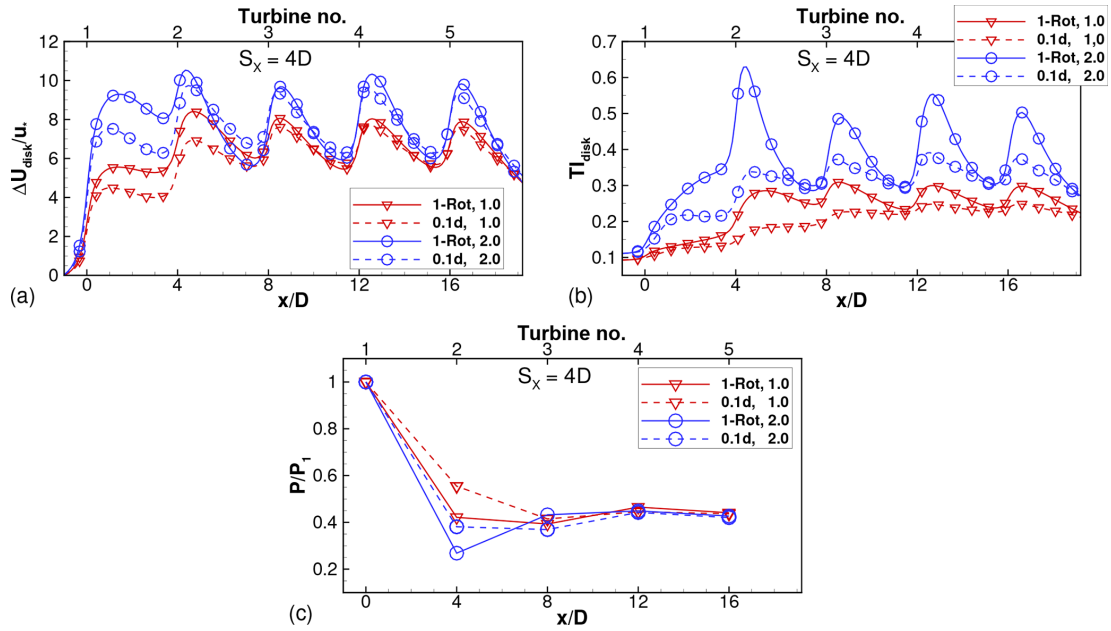 Turbine no.
1 2 3 4 5
S_X = 4D
12
10
8
6
4
2
0
ΔU_disk/u*
1-Rot, 1.0
0.1d, 1.0
1-Rot, 2.0
0.1d, 2.0
0 4 8 12 16
x/D
(a)
Turbine no.
1 2 3 4
S_X = 4D
1-Rot, 1.0
0.1d, 1,0
1-Rot, 2.0
0.1d, 2.0
0.7
0.6
0.5
0.4
0.3
0.2
0.1
TI_disk
0 4 8 12 16
x/D
(b)
Turbine no.
1 2 3 4 5
S_X = 4D
1-Rot, 1.0
0.1d, 1.0
1-Rot, 2.0
0.1d, 2.0
1
0.8
0.6
0.4
0.2
P/P_1
0 4 8 12 16
x/D
(c)